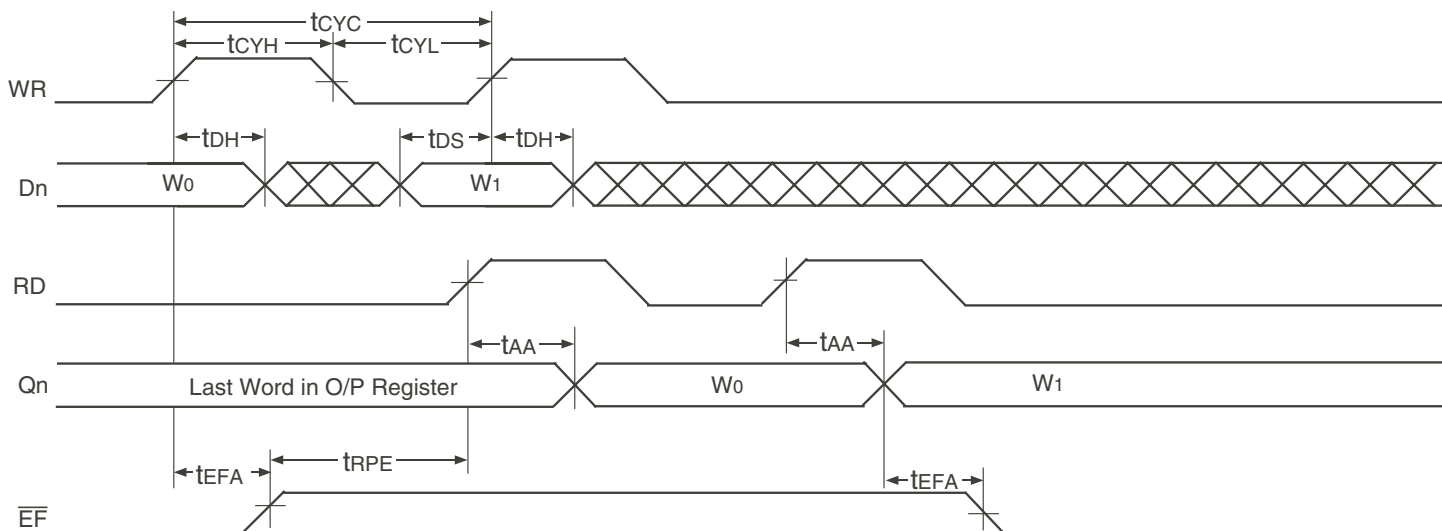 tCYC
tCYH tCYL
WR
tDH tDS tDH
Dn W0 W1
RD
tAA tAA
Qn Last Word in O/P Register W0 W1
tEFA tRPE tEFA
E̅F̅